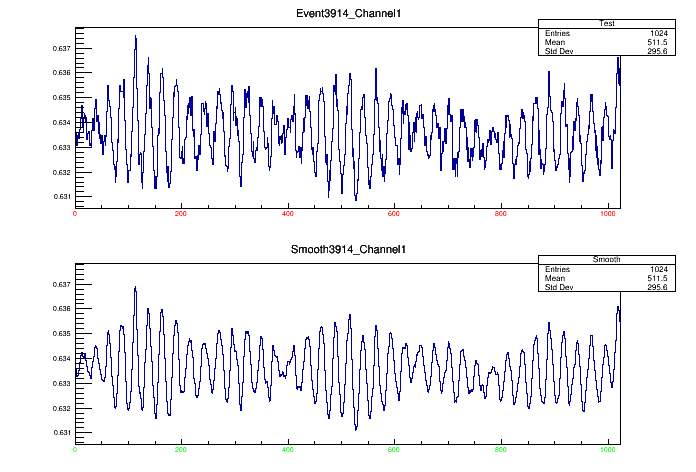 Event3914_Channel1
Test
Entries 1024
Mean 511.5
Std Dev 295.6
0.637
0.636
0.635
0.634
0.633
0.632
0.631
0 200 400 600 800 1000
Smooth3914_Channel1
Smooth
Entries 1024
Mean 511.5
Std Dev 295.6
0.637
0.636
0.635
0.634
0.633
0.632
0.631
0 200 400 600 800 1000